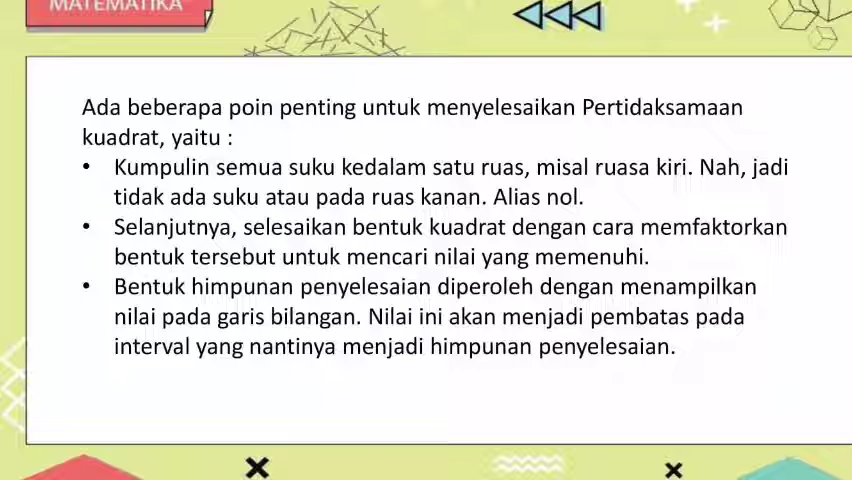 MATEMATIKA
Ada beberapa poin penting untuk menyelesaikan Pertidaksamaan
kuadrat, yaitu :
• Kumpulin semua suku kedalam satu ruas, misal ruasa kiri. Nah, jadi
tidak ada suku atau pada ruas kanan. Alias nol.
• Selanjutnya, selesaikan bentuk kuadrat dengan cara memfaktorkan
bentuk tersebut untuk mencari nilai yang memenuhi.
• Bentuk himpunan penyelesaian diperoleh dengan menampilkan
nilai pada garis bilangan. Nilai ini akan menjadi pembatas pada
interval yang nantinya menjadi himpunan penyelesaian.